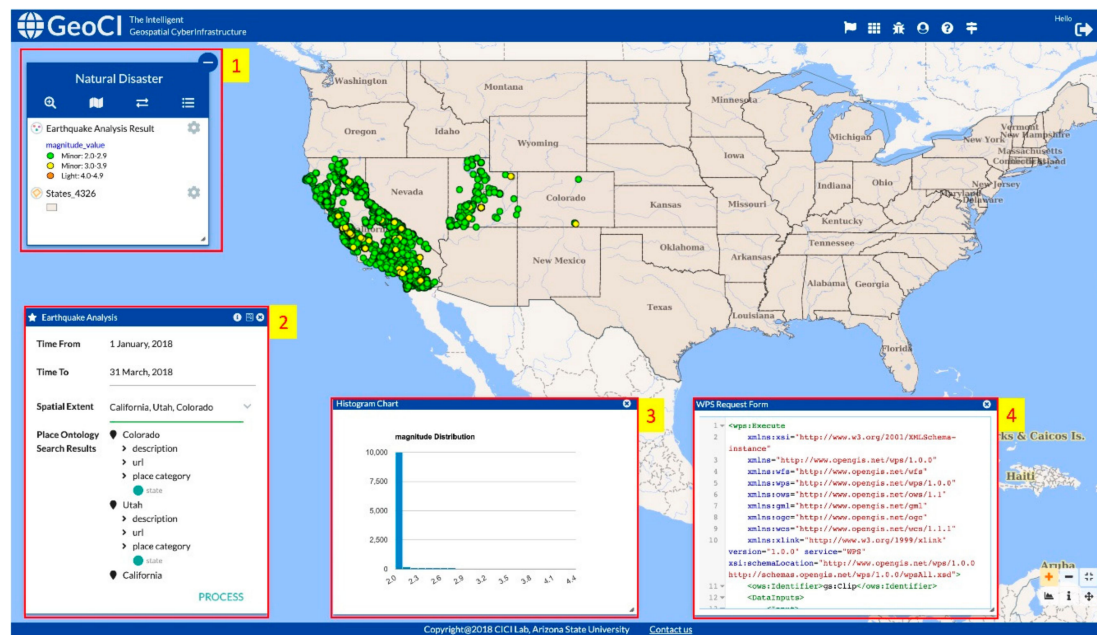 GeoCI
The Intelligent
Geospatial CyberInfrastructure
Hello
1
Natural Disaster
Earthquake Analysis Result
magnitude_value
Minor: 2.0-2.9
Minor: 3.0-3.9
Light: 4.0-4.9
States_4326
Washington
Montana
Minnesota
Oregon
Idaho
Wyoming
Michigan
Vermont
New York
New Hampshire
Massachusetts
Iowa
Nevada
Colorado
Kansas
Missouri
Indiana
Ohio
New Jersey
Delaware
Kentucky
Tennessee
Oklahoma
Arkansas
New Mexico
Alabama
Georgia
Texas
Louisiana
Florida
2
Earthquake Analysis
Time From
1 January, 2018
Time To
31 March, 2018
Spatial Extent
California, Utah, Colorado
Place Ontology
Search Results
Colorado
description
url
place category
state
Utah
description
url
place category
state
California
PROCESS
3
Histogram Chart
magnitude Distribution
10,000
7,500
5,000
2,500
0
2.0 2.3 2.6 2.9 3.2 3.5 3.8 4.1 4.4
4
WPS Request Form
1 <wps:Execute
2 xmlns:xsi="http://www.w3.org/2001/XMLSchema-
instance"
3 xmlns="http://www.opengis.net/wps/1.0.0"
4 xmlns:wfs="http://www.opengis.net/wfs"
5 xmlns:wps="http://www.opengis.net/wps/1.0.0"
6 xmlns:ows="http://www.opengis.net/ows/1.1"
7 xmlns:gml="http://www.opengis.net/gml"
8 xmlns:ogc="http://www.opengis.net/ogc"
9 xmlns:wcs="http://www.opengis.net/wcs/1.1.1"
10 xmlns:xlink="http://www.w3.org/1999/xlink"
version="1.0.0" service="WPS"
xsi:schemaLocation="http://www.opengis.net/wps/1.0.0
http://schemas.opengis.net/wps/1.0.0/wpsAll.xsd">
11 <ows:Identifier>gs:Clip</ows:Identifier>
12 <DataInputs>
ks & Caicos Is.
Haiti
Aruba
Copyright@2018 CICI Lab, Arizona State University
Contact us